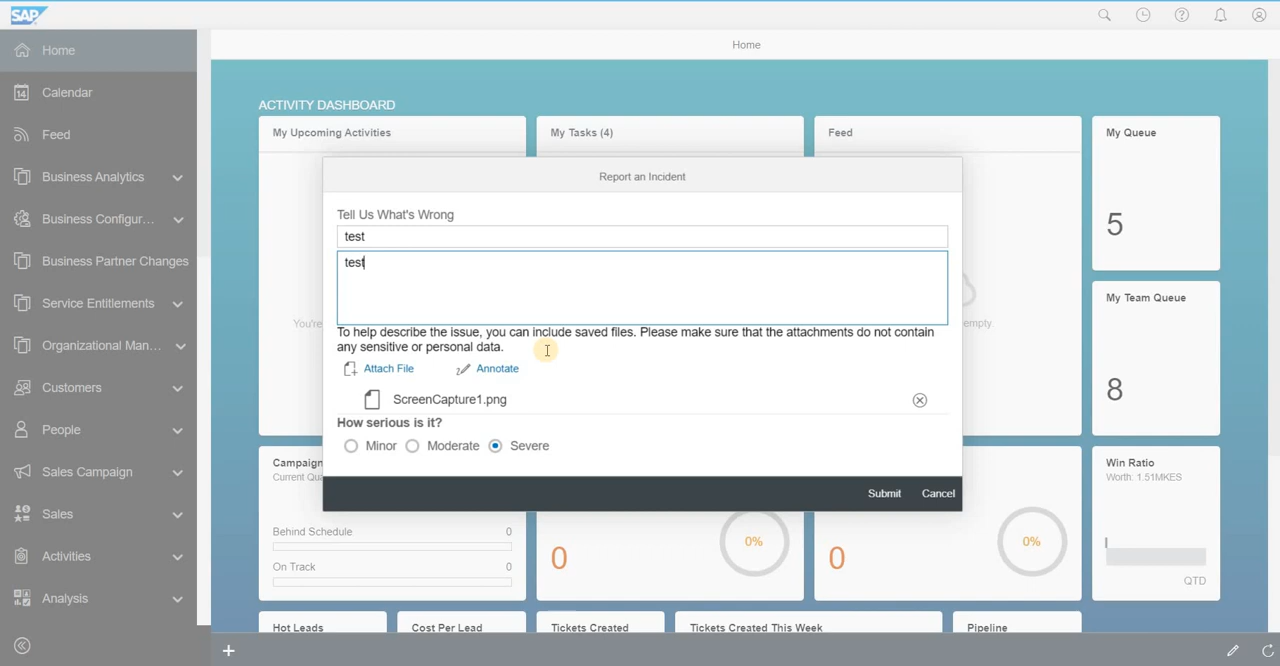 SAP
Home
Home
14
Calendar
Feed
Business Analytics
Business Configur...
Business Partner Changes
Service Entitlements
Organizational Man...
Customers
People
Sales Campaign
Sales
Activities
Analysis
ACTIVITY DASHBOARD
My Upcoming Activities
My Tasks (4)
Feed
My Queue
5
You're
empty.
My Team Queue
8
Report an Incident
Tell Us What's Wrong
test
test
To help describe the issue, you can include saved files. Please make sure that the attachments do not contain
any sensitive or personal data.
Attach File
Annotate
ScreenCapture1.png
How serious is it?
Minor
Moderate
Severe
Submit
Cancel
Campaign
Current Qua
Behind Schedule 0
On Track 0
0
0%
0
0%
Win Ratio
Worth: 1.51MKES
QTD
Hot Leads
Cost Per Lead
Tickets Created
Tickets Created This Week
Pipeline